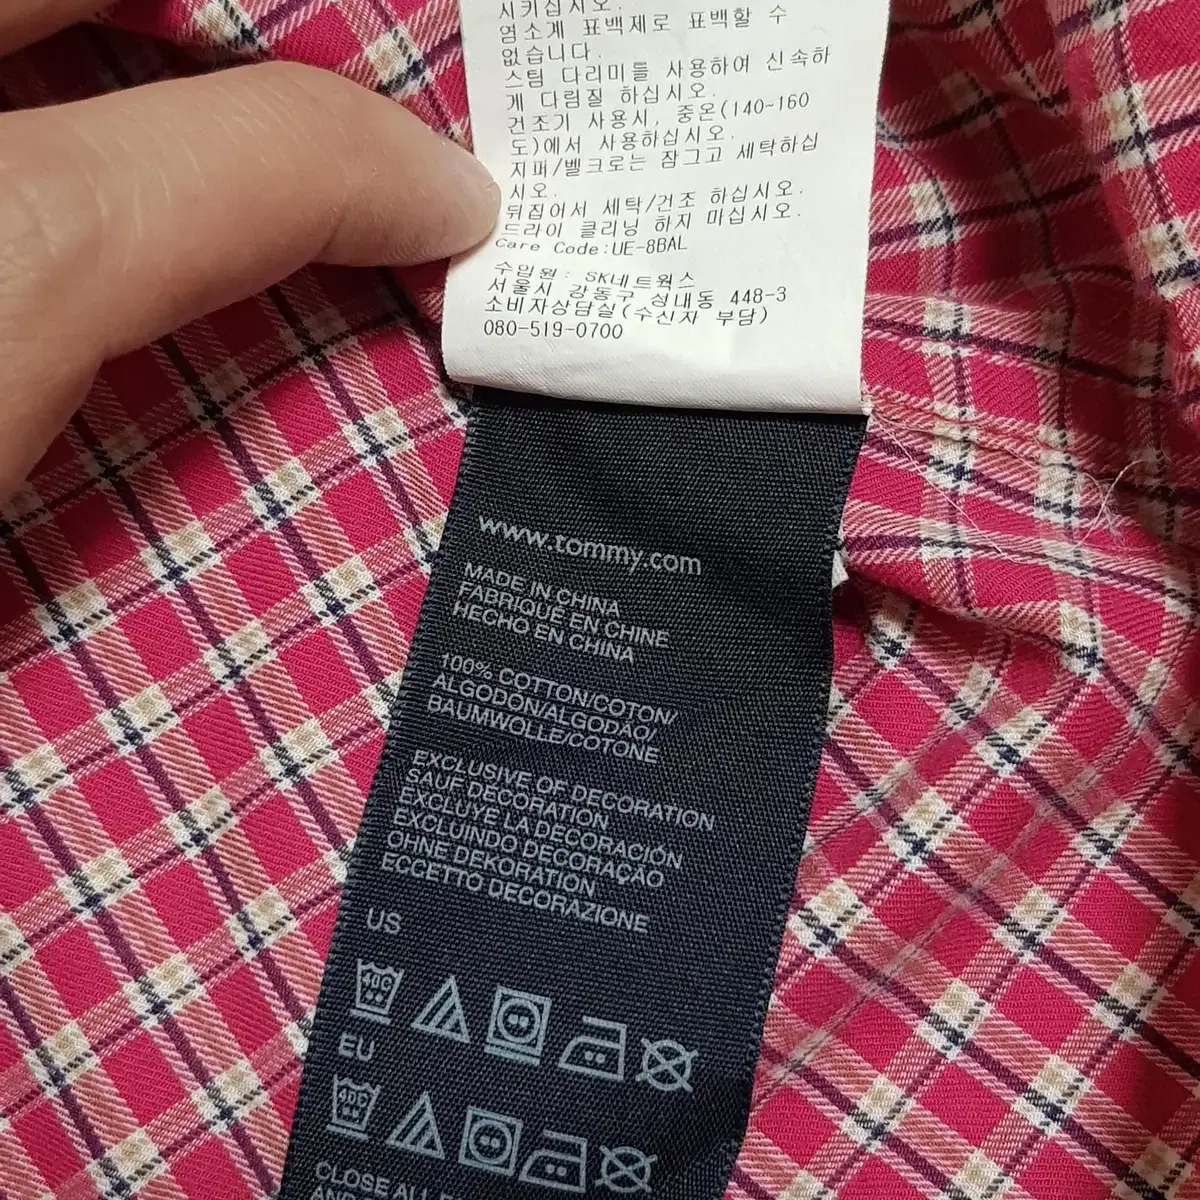 시키십시오.
염소계 표백제로 표백할 수
없습니다.
스팀 다리미를 사용하여 신속하
게 다림질 하십시오.
건조기 사용시, 중온(140~160
도)에서 사용하십시오.
지퍼/벨크로는 잠그고 세탁하십
시오.
뒤집어서 세탁/건조 하십시오.
드라이 클리닝 하지 마십시오.
Care Code:UE-8BAL
수입원: SK네트웍스
서울시 강동구 성내동 448-3
소비자상담실(수신자 부담)
080-519-0700
www.tommy.com
MADE IN CHINA
FABRIQUÉ EN CHINE
HECHO EN CHINA
100% COTTON/COTON/
ALGODÓN/ALGODÃO/
BAUMWOLLE/COTONE
EXCLUSIVE OF DECORATION
SAUF DÉCORATION
EXCLUYE LA DECORACIÓN
EXCLUINDO DECORAÇÃO
OHNE DEKORATION
ECCETTO DECORAZIONE
US
40C
EU
40C
CLOSE ALL
AND